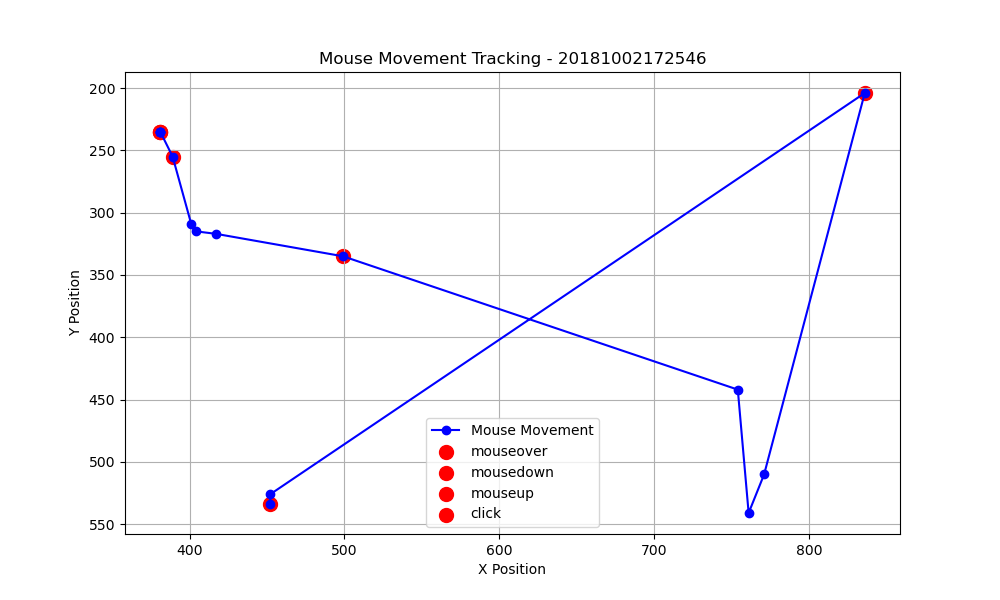 Mouse Movement Tracking - 20181002172546
200
250
300
350
400
450
500
550
Y Position
Mouse Movement
mouseover
mousedown
mouseup
click
400 500 600 700 800
X Position